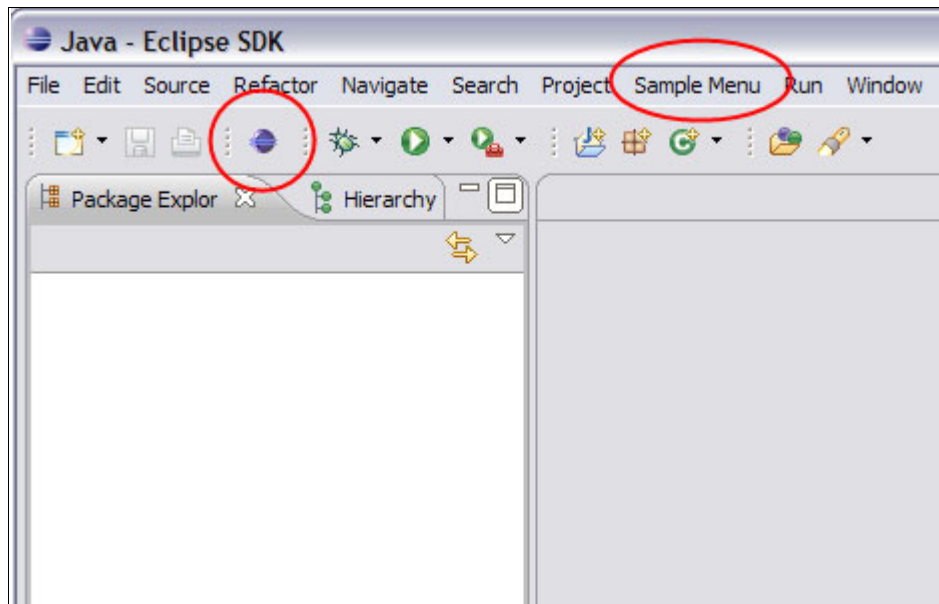 Java - Eclipse SDK
File Edit Source Refactor Navigate Search Project Sample Menu Run Window
Package Explor Hierarchy